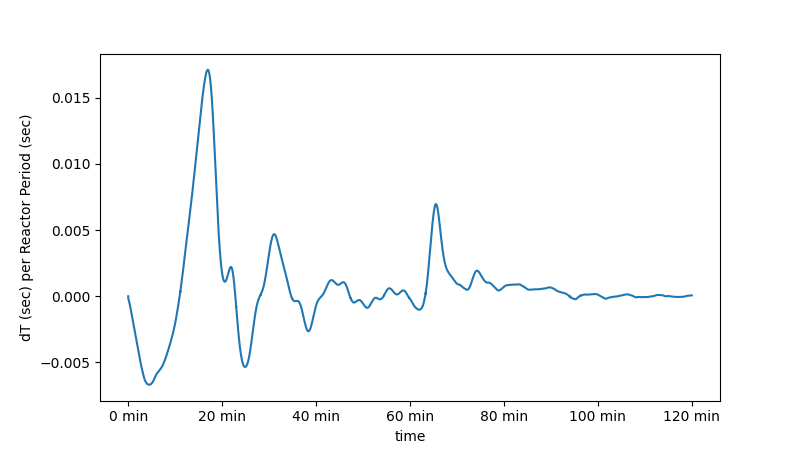 dT (sec) per Reactor Period (sec)
0.015
0.010
0.005
0.000
−0.005
0 min 20 min 40 min 60 min 80 min 100 min 120 min
time